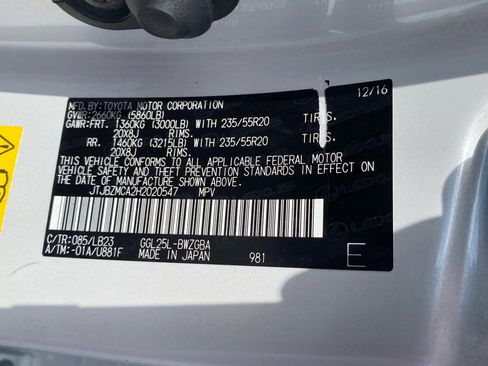 MFD.BY:TOYOTA MOTOR CORPORATION 12/16
GVWR:2660KG (5860LB)
GAWR:FRT. 1360KG (3000LB) WITH 235/55R20 TIRES,
20X8J RIMS.
RR. 1460KG (3215LB) WITH 235/55R20 TIRES,
20X8J RIMS.
THIS VEHICLE CONFORMS TO ALL APPLICABLE FEDERAL MOTOR
VEHICLE SAFETY AND THEFT PREVENTION STANDARDS IN EFFECT
ON THE DATE OF MANUFACTURE SHOWN ABOVE.
JTJBZMCA2H2020547 MPV
C/TR:085/LB23 GGL25L-BWZGBA
A/TM:-01A/U881F MADE IN JAPAN 981 E